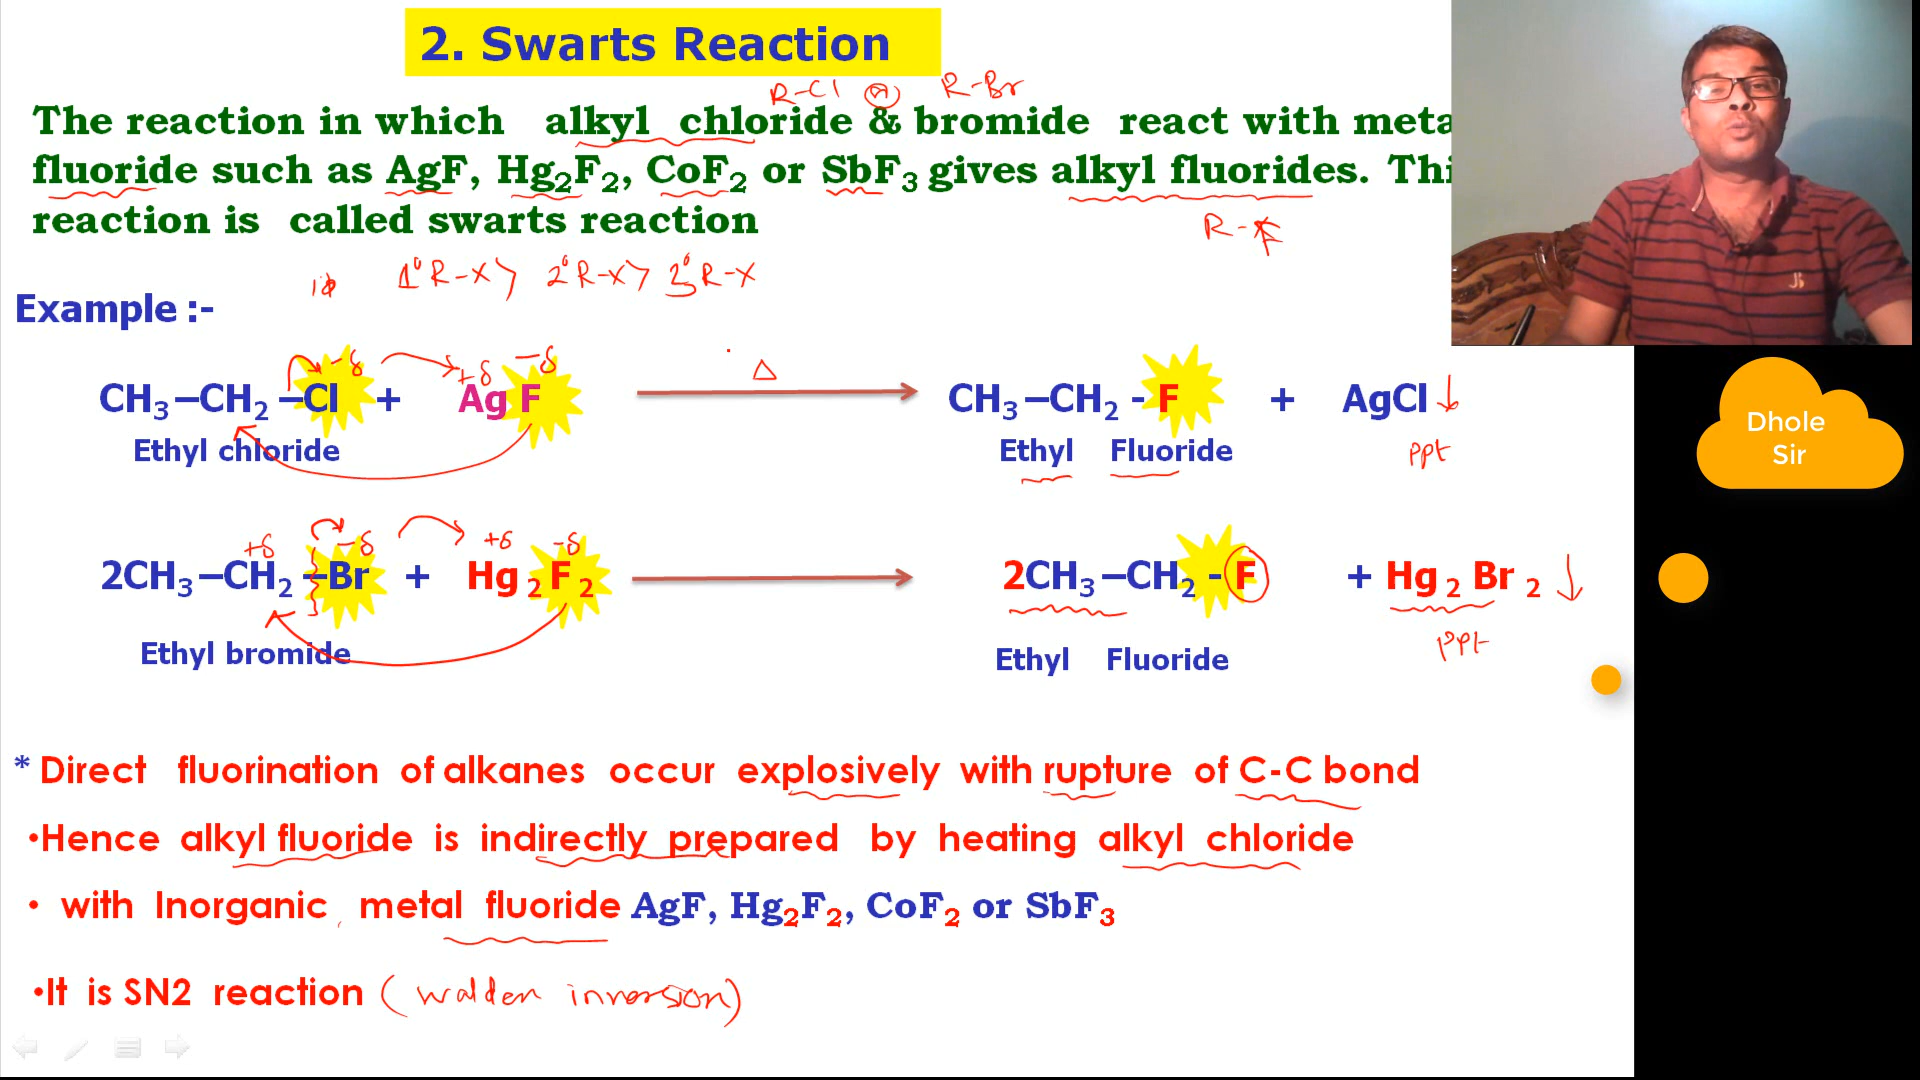 2. Swarts Reaction
R-Cl or R-Br
The reaction in which alkyl chloride & bromide react with meta
fluoride such as AgF, Hg₂F₂, CoF₂ or SbF₃ gives alkyl fluorides. Thi
R-F
reaction is called swarts reaction
1° R-X > 2° R-X > 3° R-X
Example :-
-δ +δ -δ Δ
CH₃–CH₂–Cl + Ag F CH₃–CH₂-F + AgCl↓
Ethyl chloride Ethyl Fluoride ppt
+δ -δ +δ -δ
2CH₃–CH₂–Br + Hg₂F₂ 2CH₃–CH₂-F + Hg₂Br₂↓
Ethyl bromide Ethyl Fluoride ppt
* Direct fluorination of alkanes occur explosively with rupture of C-C bond
•Hence alkyl fluoride is indirectly prepared by heating alkyl chloride
• with Inorganic metal fluoride AgF, Hg₂F₂, CoF₂ or SbF₃
•It is SN2 reaction (walden inversion)
Dhole
Sir